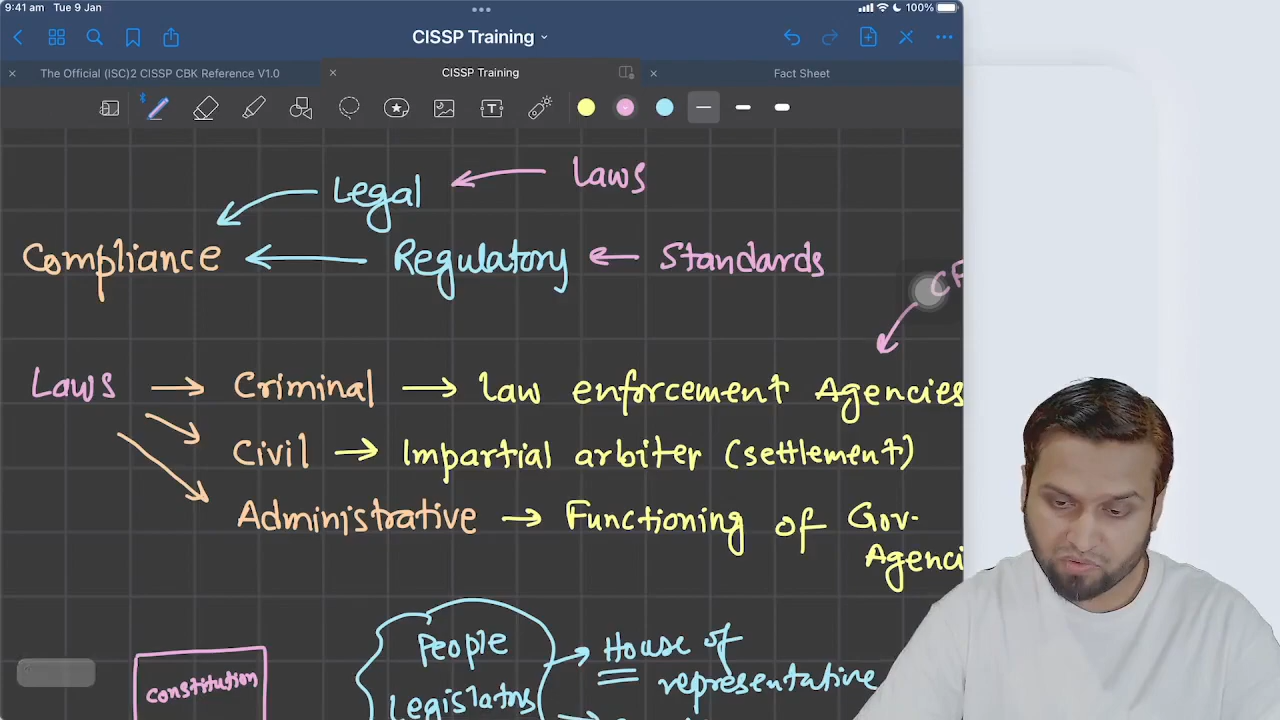 9:41 am Tue 9 Jan 100%
CISSP Training
The Official (ISC)2 CISSP CBK Reference V1.0 CISSP Training Fact Sheet
Legal Laws
Compliance Regulatory Standards
Laws Criminal Law enforcement Agencies
Civil Impartial arbiter (settlement)
Administrative Functioning of Gov.
People House of
representative
Constitution
Legislators